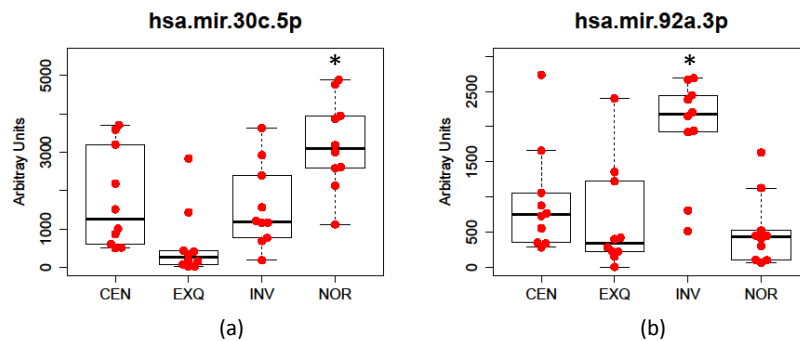 hsa.mir.30c.5p
hsa.mir.92a.3p
*
*
Arbitray Units
5000
3000
1000
0
CEN EXQ INV NOR
Arbitray Units
2500
1500
500
0
CEN EXQ INV NOR
(a)
(b)